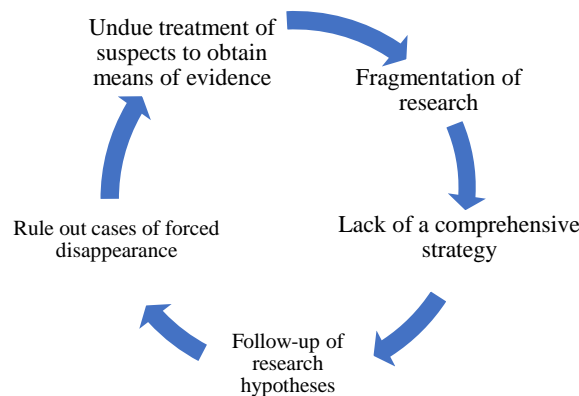 Undue treatment of
suspects to obtain
means of evidence
Fragmentation of
research
Lack of a comprehensive
strategy
Follow-up of
research
hypotheses
Rule out cases of forced
disappearance